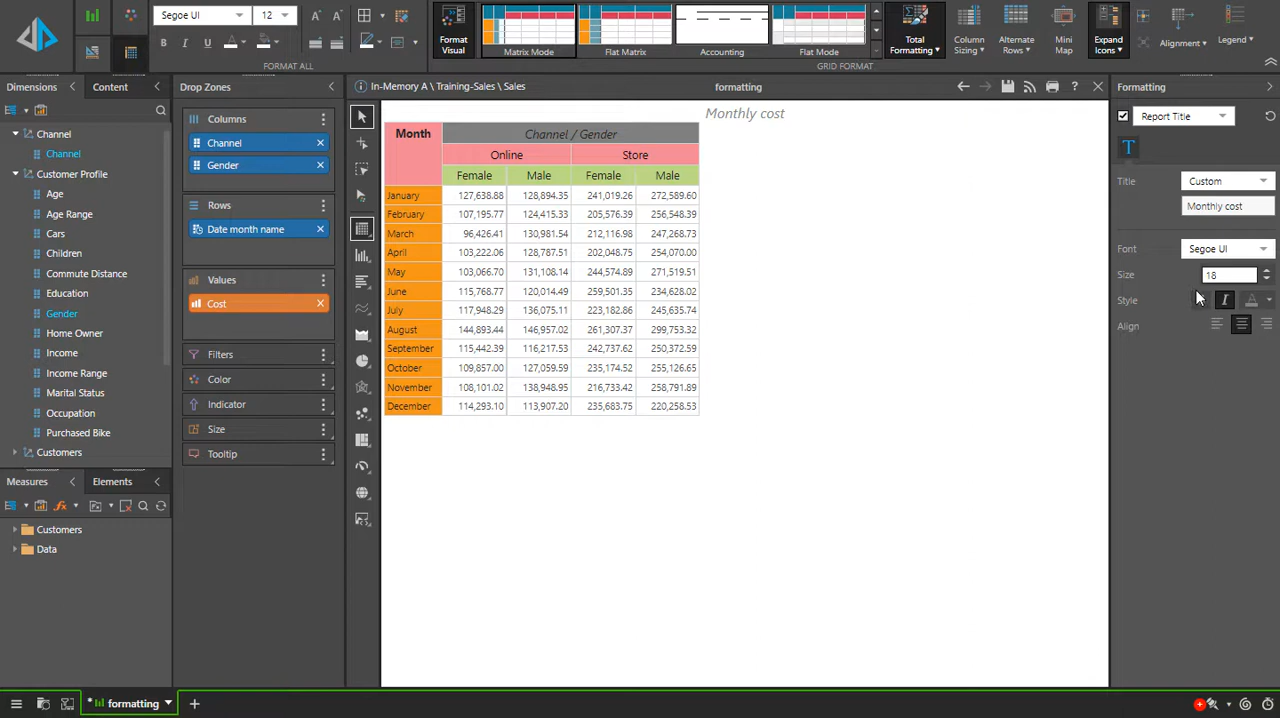 Segoe UI
12
B I U A
FORMAT ALL
Format Visual
Matrix Mode
Flat Matrix
Accounting
Flat Mode
Total Formatting
Column Sizing
Alternate Rows
Mini Map
Expand Icons
Alignment
Legend
GRID FORMAT
Dimensions
Content
Channel
Channel
Customer Profile
Age
Age Range
Cars
Children
Commute Distance
Education
Gender
Home Owner
Income
Income Range
Marital Status
Occupation
Purchased Bike
Customers
Measures
Elements
Customers
Data
Drop Zones
Columns
Channel
Gender
Rows
Date month name
Values
Cost
Filters
Color
Indicator
Size
Tooltip
In-Memory A \ Training-Sales \ Sales
formatting
Monthly cost
Month Channel / Gender
Online Store
Female Male Female Male
January 127,638.88 128,894.35 241,019.26 272,589.60
February 107,195.77 124,415.33 205,576.39 256,548.39
March 96,426.41 130,981.54 212,116.98 247,268.73
April 103,222.06 128,787.51 202,048.75 254,070.00
May 103,066.70 131,108.14 244,574.89 271,519.51
June 115,768.77 120,014.49 259,501.35 234,628.02
July 117,948.29 136,075.11 223,182.86 245,635.74
August 144,893.44 146,957.02 261,307.37 299,753.32
September 115,442.39 116,217.53 242,737.62 250,372.59
October 109,857.00 127,059.59 235,174.52 255,126.65
November 108,101.02 138,948.95 216,733.42 258,791.89
December 114,293.10 113,907.20 235,683.75 220,258.53
Formatting
Report Title
T
Title Custom
Monthly cost
Font Segoe UI
Size 18
Style I A
Align
* formatting